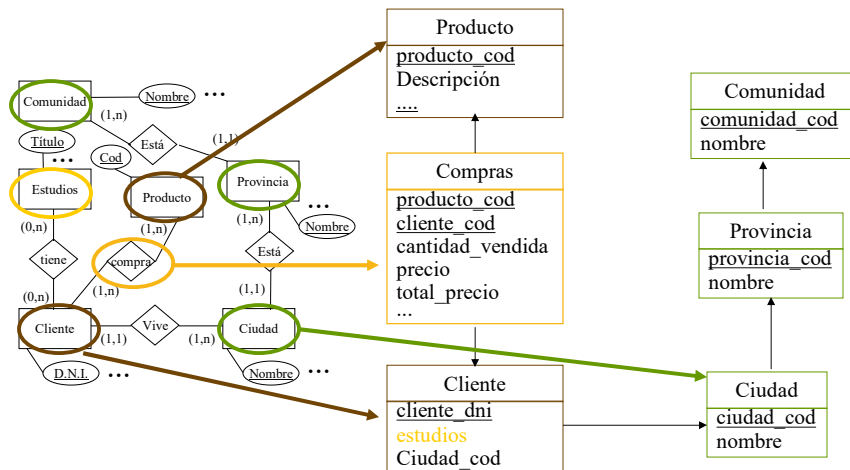 Comunidad
Nombre
...
(1,n)
Título
...
Está
(1,1)
Cod
...
Estudios
Producto
Provincia
(0,n)
(1,n)
(1,n)
Nombre
...
tiene
compra
Está
(0,n)
(1,n)
(1,1)
Cliente
(1,1)
Vive
(1,n)
Ciudad
D.N.I.
...
Nombre
...
Producto
producto_cod
Descripción
....
Compras
producto_cod
cliente_cod
cantidad_vendida
precio
total_precio
...
Cliente
cliente_dni
estudios
Ciudad_cod
Comunidad
comunidad_cod
nombre
Provincia
provincia_cod
nombre
Ciudad
ciudad_cod
nombre